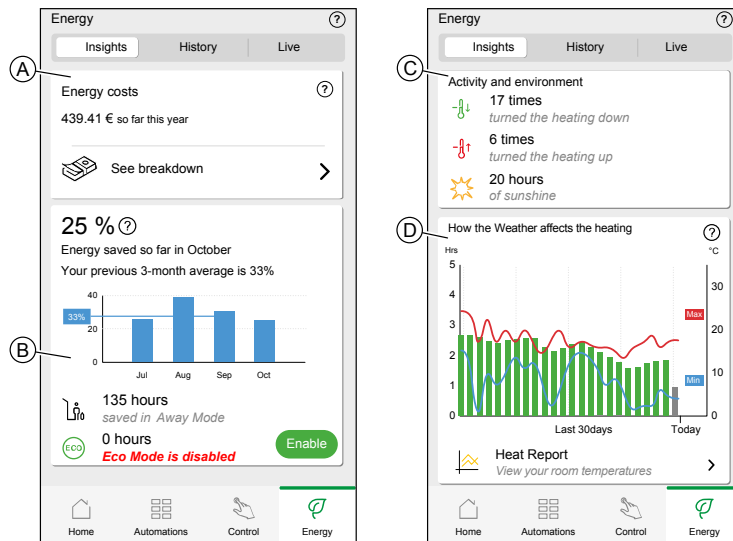 Energy
?
Insights
History
Live
A
Energy costs
?
439.41 € so far this year
See breakdown
25 % ?
Energy saved so far in October
Your previous 3-month average is 33%
40
33%
20
0
Jul
Aug
Sep
Oct
B
135 hours
saved in Away Mode
ECO
0 hours
Eco Mode is disabled
Enable
Home
Automations
Control
Energy
Energy
?
Insights
History
Live
C
Activity and environment
17 times
turned the heating down
6 times
turned the heating up
20 hours
of sunshine
D
How the Weather affects the heating
?
Hrs
°C
5
4
3
2
1
0
30
Max
20
10
Min
0
Last 30days
Today
Heat Report
View your room temperatures
Home
Automations
Control
Energy